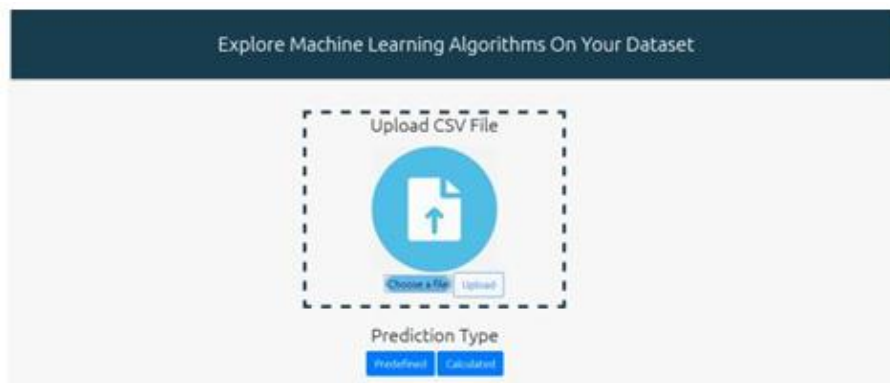 Explore Machine Learning Algorithms On Your Dataset
Upload CSV File
Choose a file Upload
Prediction Type
Predefined Calculated